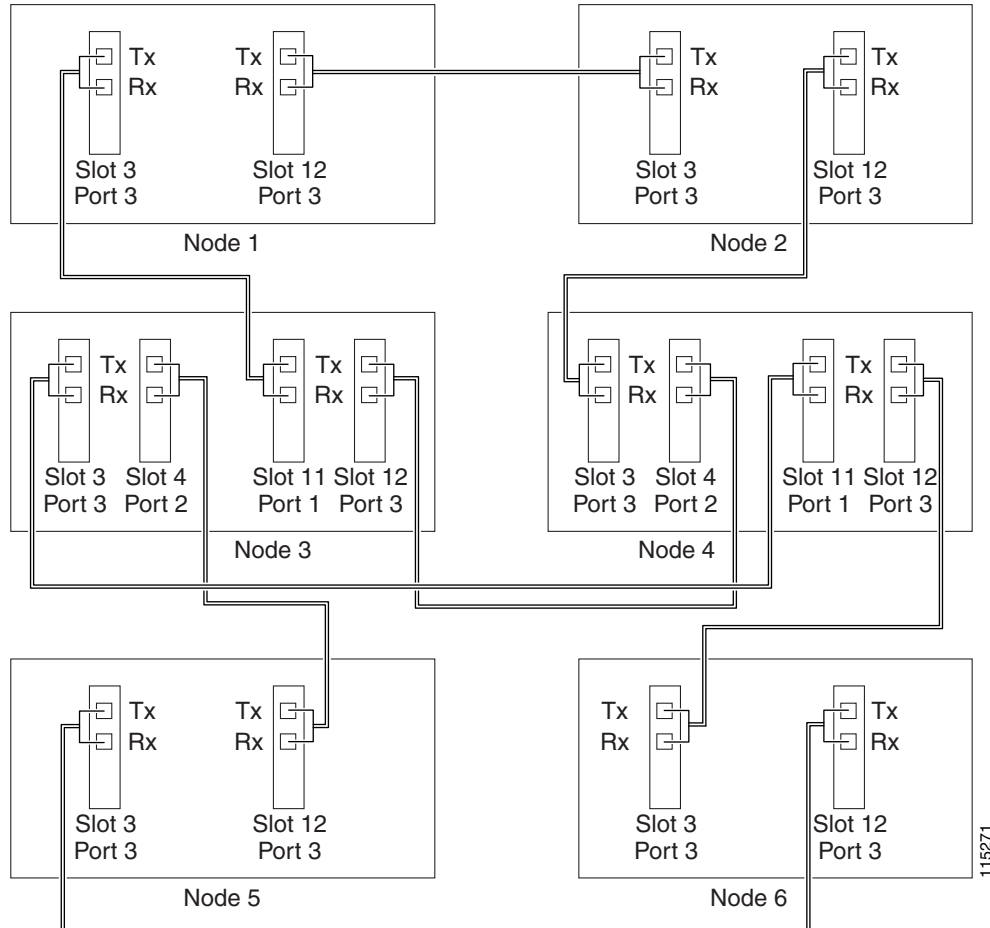 Tx Tx Tx Tx
Rx Rx Rx Rx
Slot 3 Slot 12 Slot 3 Slot 12
Port 3 Port 3 Port 3 Port 3
Node 1 Node 2
Tx Tx Tx Tx
Rx Rx Rx Rx
Slot 3 Slot 4 Slot 11 Slot 12 Slot 3 Slot 4 Slot 11 Slot 12
Port 3 Port 2 Port 1 Port 3 Port 3 Port 2 Port 1 Port 3
Node 3 Node 4
Tx Tx Tx Tx
Rx Rx Rx Rx
Slot 3 Slot 12 Slot 3 Slot 12
Port 3 Port 3 Port 3 Port 3
Node 5 Node 6
115271